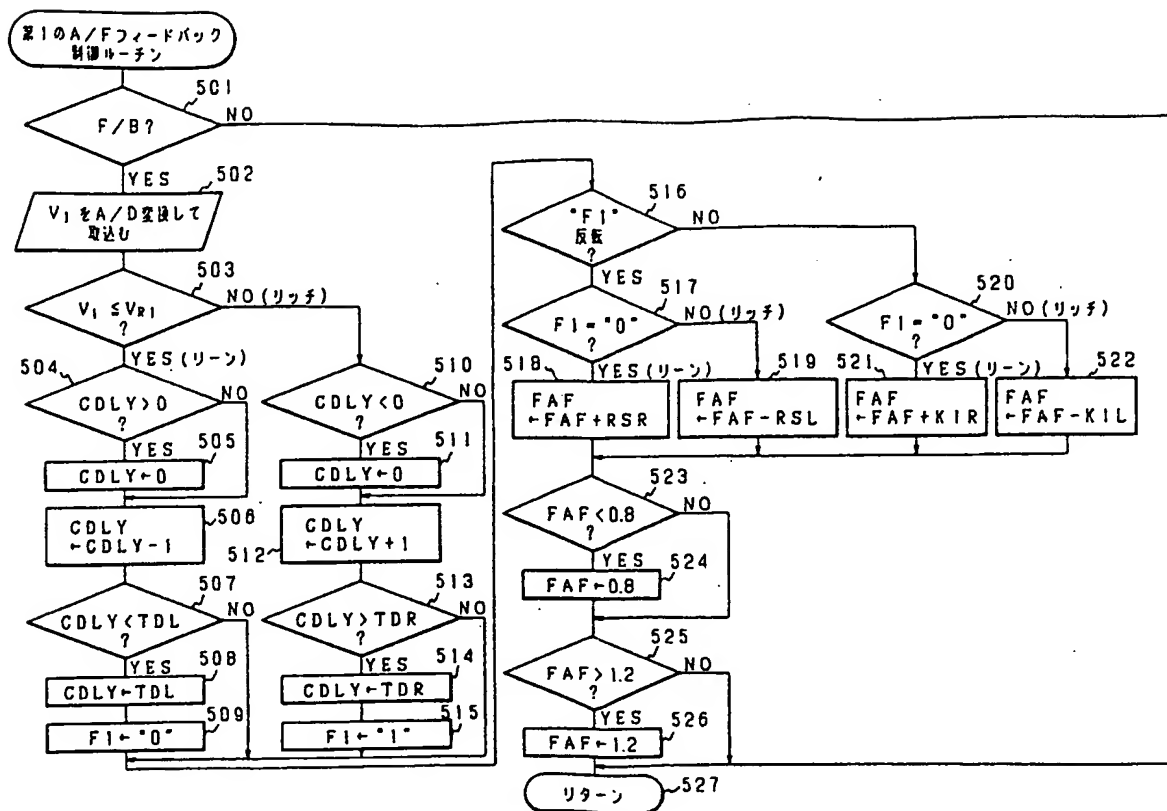 第1のA/Fフィードバック
制御ルーチン
501
F/B?
NO
YES
502
V1をA/D変換して
取込む
503
V1≦VR1
?
NO(リッチ)
YES(リーン)
504
CDLY>0
?
NO
YES
505
CDLY←0
506
CDLY
←CDLY-1
507
CDLY<TDL
?
NO
YES
508
CDLY←TDL
509
F1←"0"
510
CDLY<0
?
NO
YES
511
CDLY←0
512
CDLY
←CDLY+1
513
CDLY>TDR
?
NO
YES
514
CDLY←TDR
515
F1←"1"
516
"F1"
反転
?
NO
YES
517
F1="0"
?
NO(リッチ)
YES(リーン)
518
FAF
←FAF+RSR
519
FAF
←FAF-RSL
520
F1="0"
?
NO(リッチ)
YES(リーン)
521
FAF
←FAF+KIR
522
FAF
←FAF-KIL
523
FAF<0.8
?
NO
YES
524
FAF←0.8
525
FAF>1.2
?
NO
YES
526
FAF←1.2
527
リターン